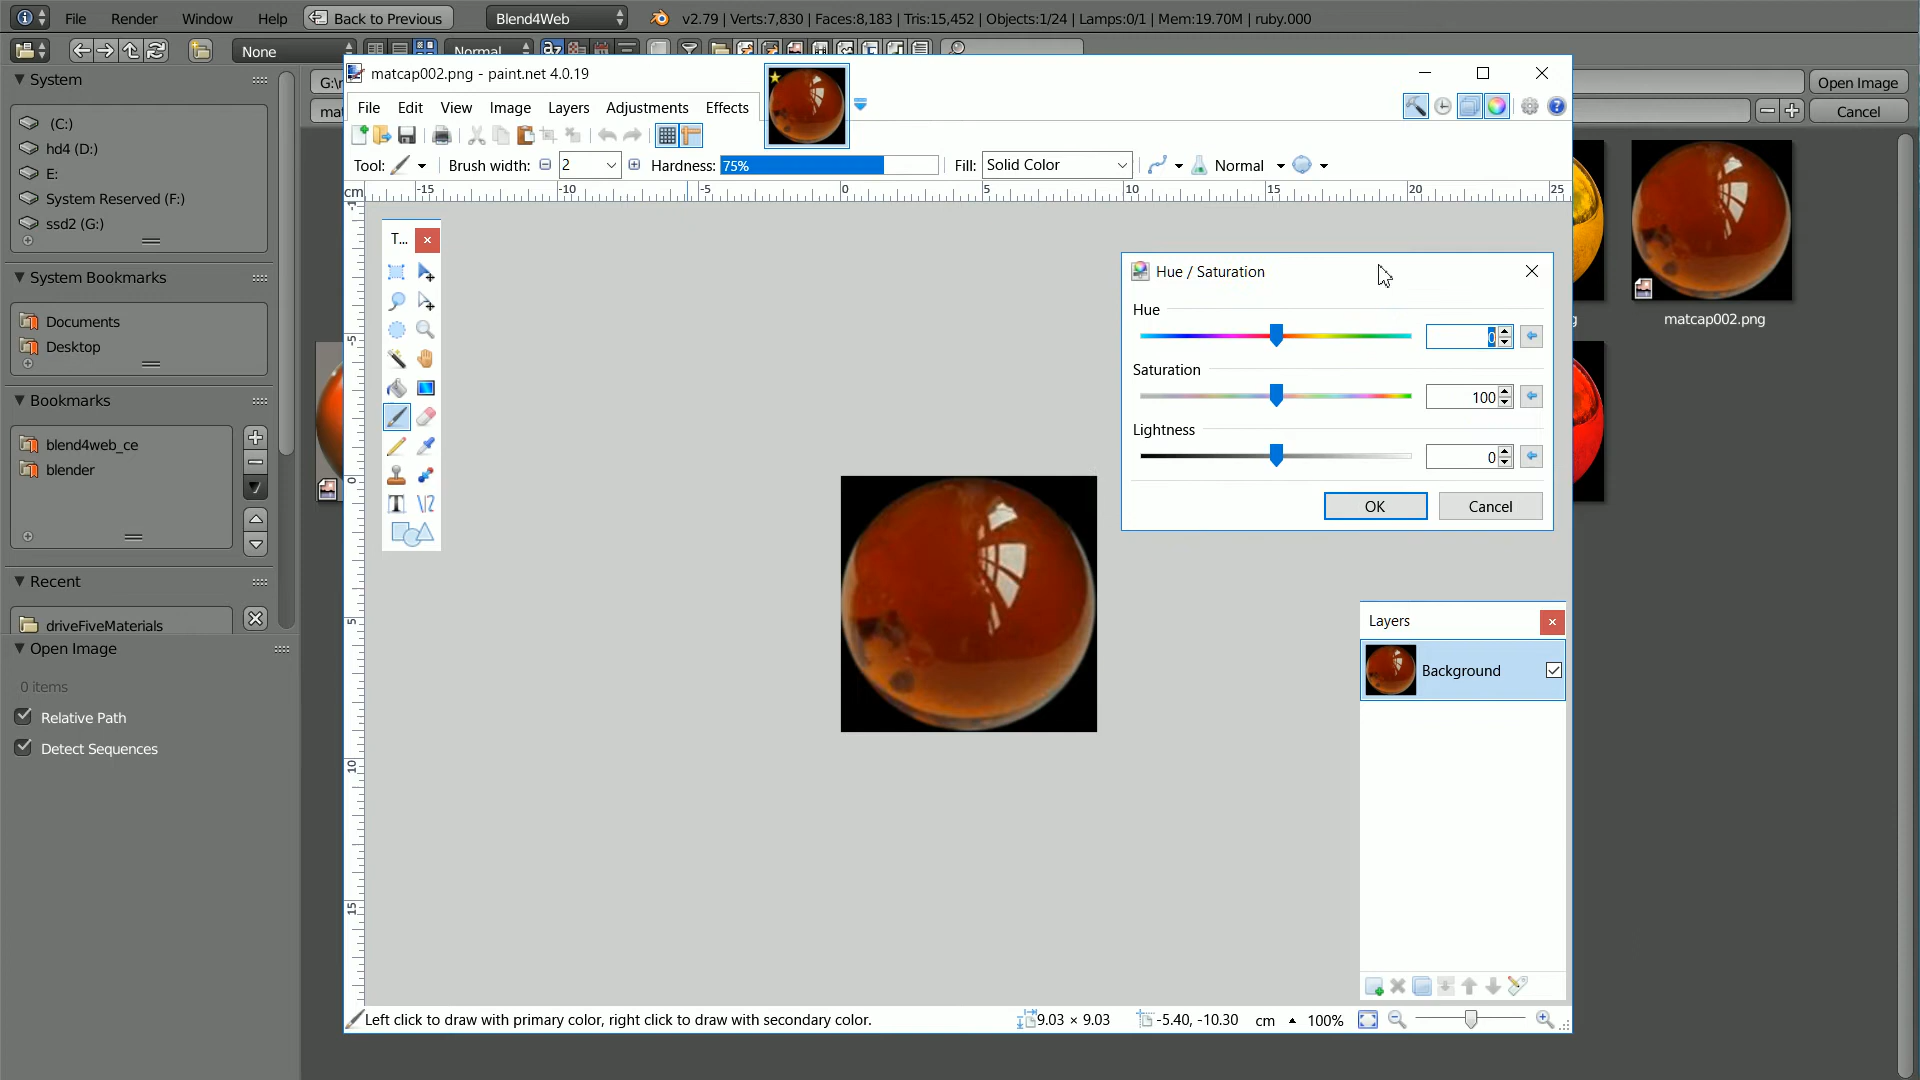 File Render Window Help Back to Previous Blend4Web v2.79 | Verts:7,830 | Faces:8,183 | Tris:15,452 | Objects:1/24 | Lamps:0/1 | Mem:19.70M | ruby.000
None Normal
System
(C:)
hd4 (D:)
E:
System Reserved (F:)
ssd2 (G:)
System Bookmarks
Documents
Desktop
Bookmarks
blend4web_ce
blender
Recent
driveFiveMaterials
Open Image
0 items
Relative Path
Detect Sequences
G:\
Open Image
mat
Cancel
matcap002.png
matcap002.png - paint.net 4.0.19
File Edit View Image Layers Adjustments Effects
Tool: Brush width: 2 Hardness: 75% Fill: Solid Color Normal
cm -15 -10 -5 0 5 10 15 20 25
-5
0
5
10
15
T...
Hue / Saturation
Hue
0
Saturation
100
Lightness
0
OK Cancel
Layers
Background
Left click to draw with primary color, right click to draw with secondary color. 9.03 × 9.03 -5.40, -10.30 cm 100%